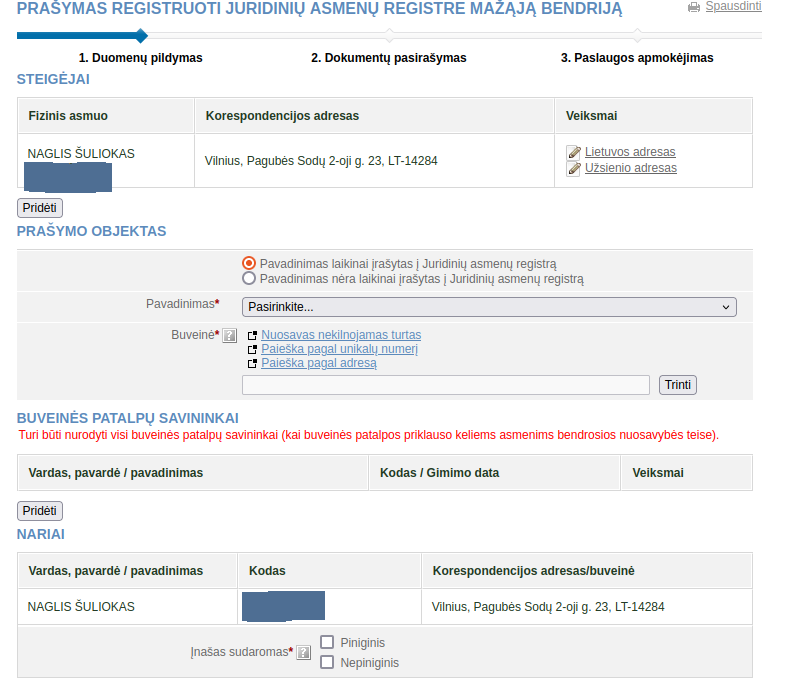 PRAŠYMAS REGISTRUOTI JURIDINIŲ ASMENŲ REGISTRE MAŽĄJĄ BENDRIJĄ
Spausdinti
1. Duomenų pildymas
2. Dokumentų pasirašymas
3. Paslaugos apmokėjimas
STEIGĖJAI
Fizinis asmuo
Korespondencijos adresas
Veiksmai
NAGLIS ŠULIOKAS
Vilnius, Pagubės Sodų 2-oji g. 23, LT-14284
Lietuvos adresas
Užsienio adresas
Pridėti
PRAŠYMO OBJEKTAS
Pavadinimas laikinai įrašytas į Juridinių asmenų registrą
Pavadinimas nėra laikinai įrašytas į Juridinių asmenų registrą
Pavadinimas*
Pasirinkite...
Buveinė* ?
Nuosavas nekilnojamas turtas
Paieška pagal unikalų numerį
Paieška pagal adresą
Trinti
BUVEINĖS PATALPŲ SAVININKAI
Turi būti nurodyti visi buveinės patalpų savininkai (kai buveinės patalpos priklauso keliems asmenims bendrosios nuosavybės teise).
Vardas, pavardė / pavadinimas
Kodas / Gimimo data
Veiksmai
Pridėti
NARIAI
Vardas, pavardė / pavadinimas
Kodas
Korespondencijos adresas/buveinė
NAGLIS ŠULIOKAS
Vilnius, Pagubės Sodų 2-oji g. 23, LT-14284
Įnašas sudaromas* ?
Piniginis
Nepiniginis